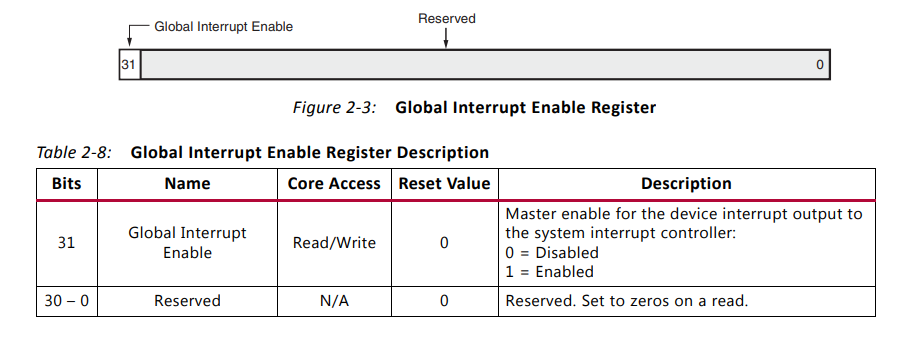 Reserved
Global Interrupt Enable
31
0
Figure 2-3: Global Interrupt Enable Register
Table 2-8: Global Interrupt Enable Register Description
Bits Name Core Access Reset Value Description
31 Global Interrupt Enable Read/Write 0 Master enable for the device interrupt output to
the system interrupt controller:
0 = Disabled
1 = Enabled
30 – 0 Reserved N/A 0 Reserved. Set to zeros on a read.